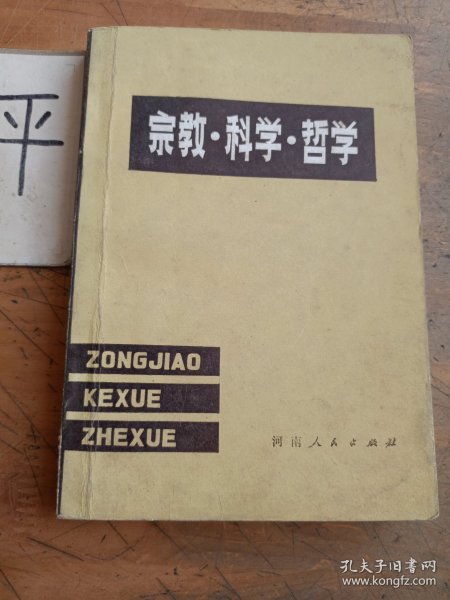 平
宗教·科学·哲学
ZONGJIAO
KEXUE
ZHEXUE
河南人民出版社
孔夫子旧书网
www.kongfz.com